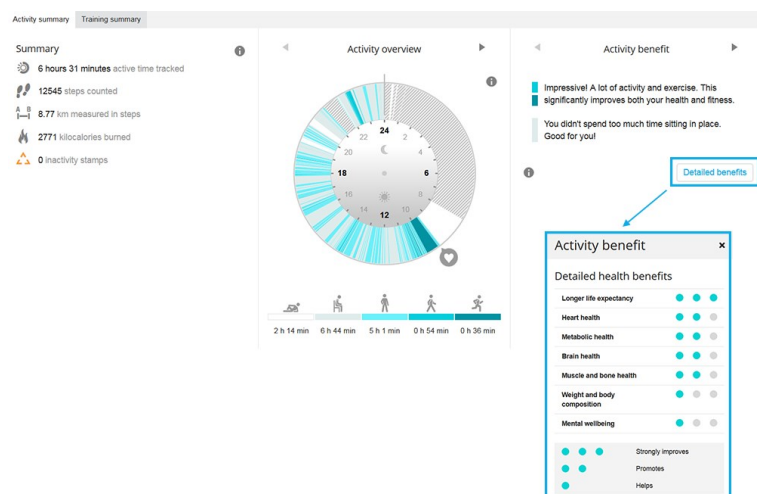 Activity summary
Training summary
Summary
6 hours 31 minutes active time tracked
12545 steps counted
A B
8.77 km measured in steps
2771 kilocalories burned
0 inactivity stamps
Activity overview
24
22
2
20
4
18
6
16
8
14
10
12
2 h 14 min
6 h 44 min
5 h 1 min
0 h 54 min
0 h 36 min
Activity benefit
Impressive! A lot of activity and exercise. This
significantly improves both your health and fitness.
You didn't spend too much time sitting in place.
Good for you!
Detailed benefits
Activity benefit
Detailed health benefits
Longer life expectancy
Heart health
Metabolic health
Brain health
Muscle and bone health
Weight and body
composition
Mental wellbeing
Strongly improves
Promotes
Helps